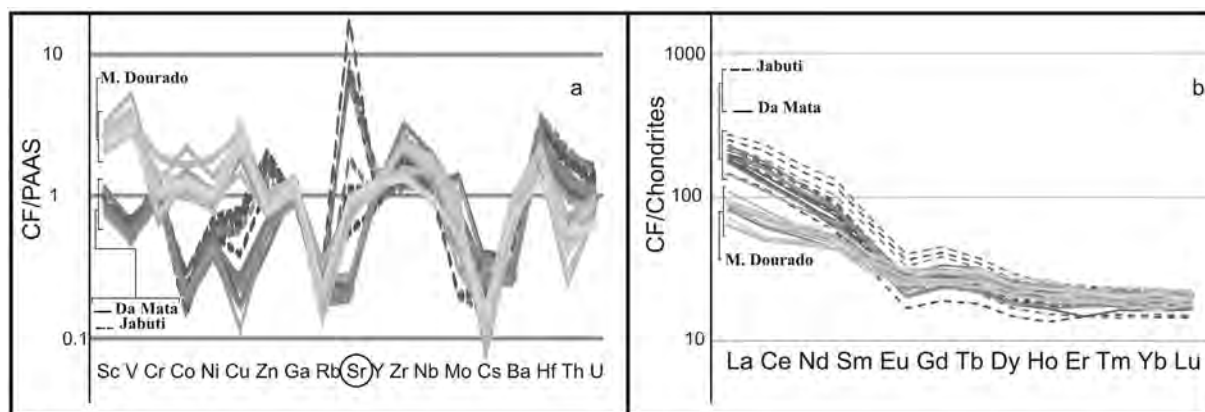 10
M. Dourado
a
CF/PAAS
1
Da Mata
Jabuti
0.1
Sc V Cr Co Ni Cu Zn Ga Rb Sr Y Zr Nb Mo Cs Ba Hf Th U
1000
Jabuti
b
Da Mata
CF/Chondrites
100
M. Dourado
10
La Ce Nd Sm Eu Gd Tb Dy Ho Er Tm Yb Lu